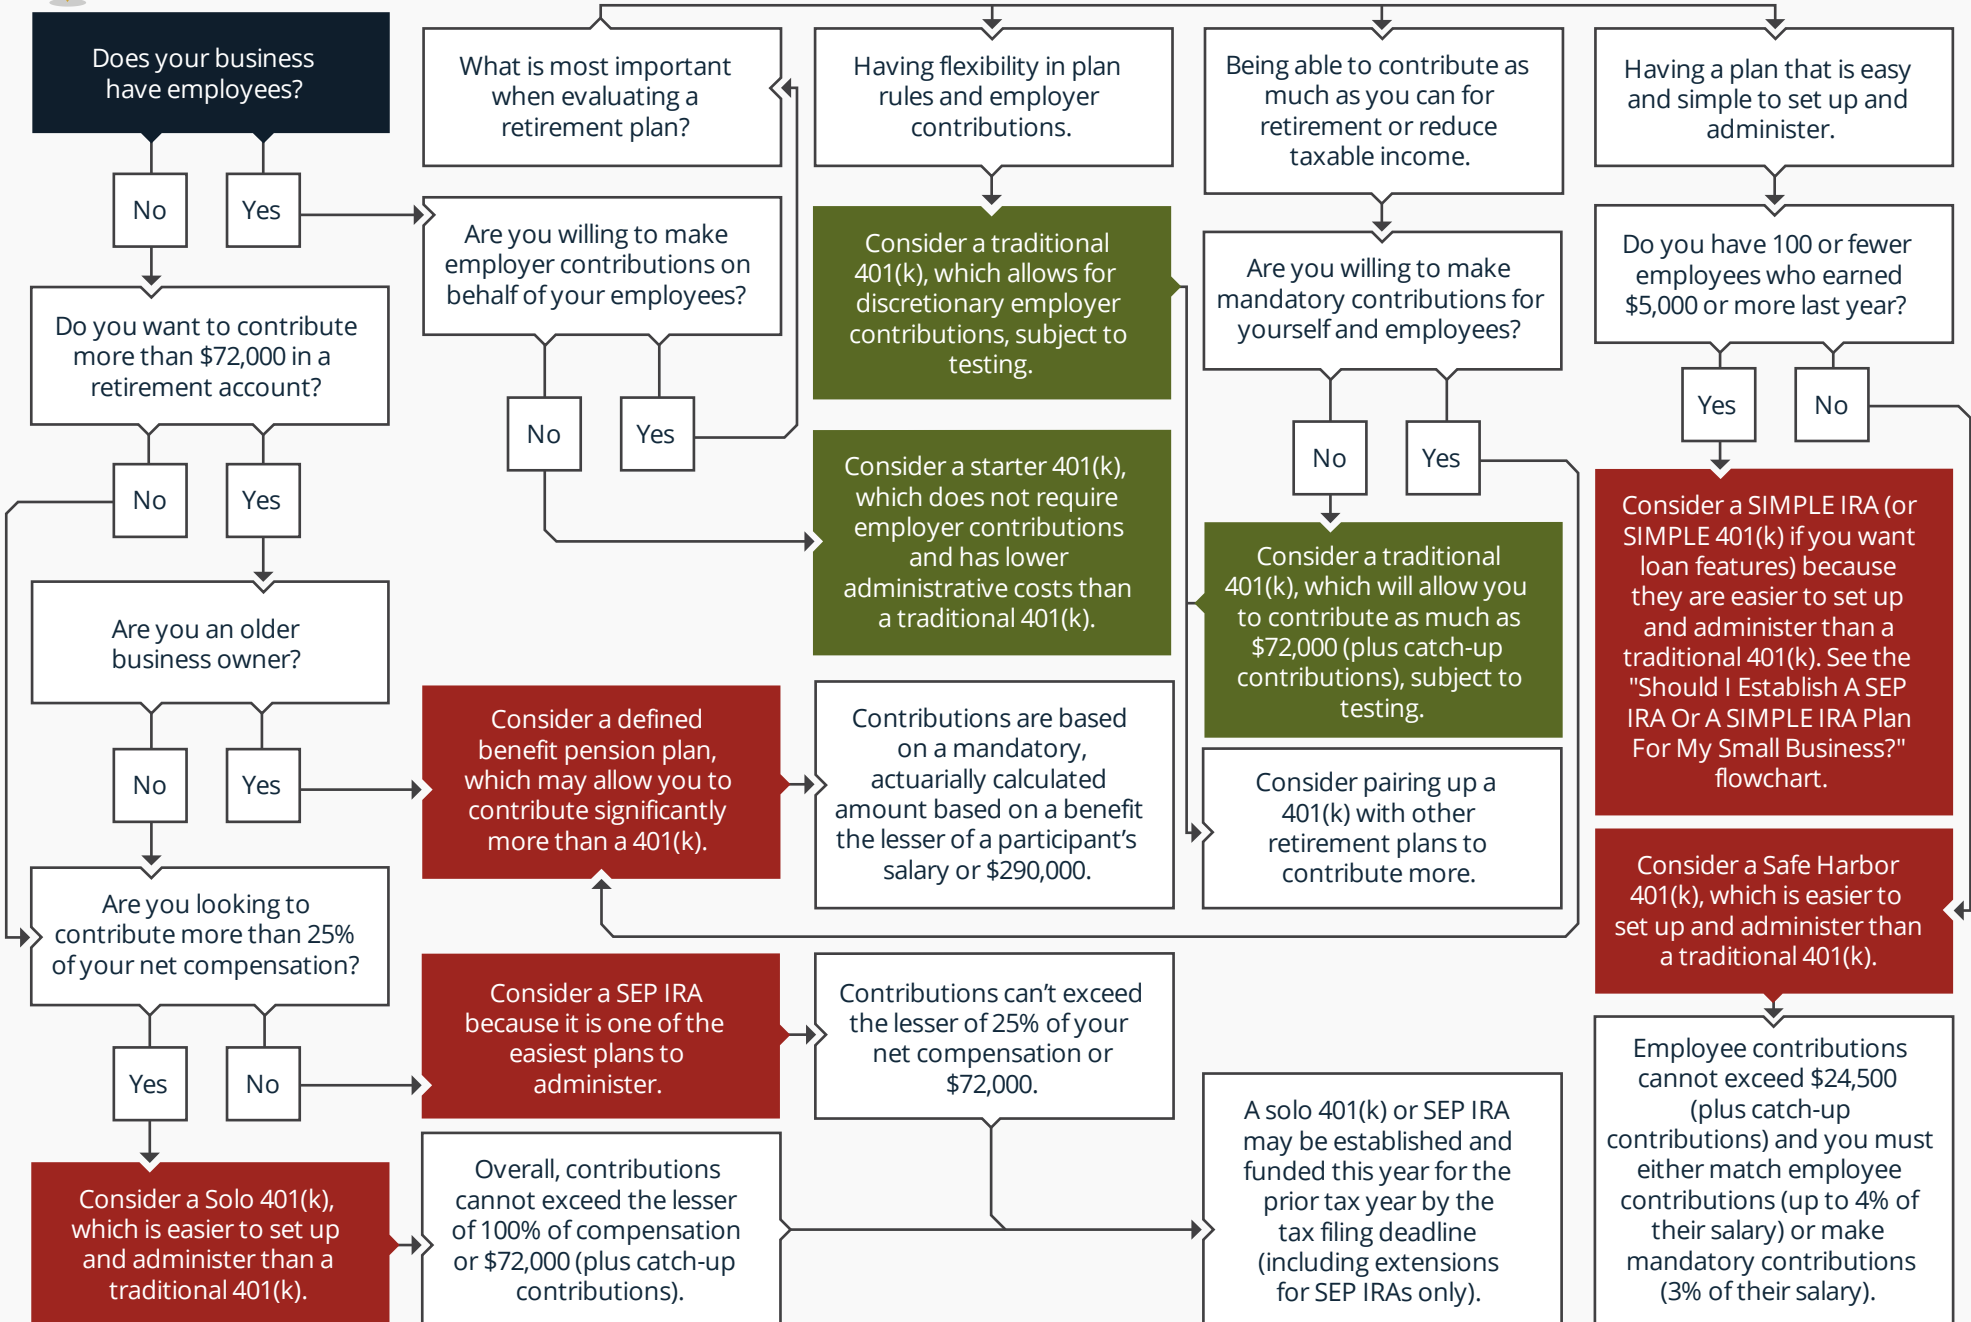 Does your business
have employees?
No
Yes
Do you want to contribute
more than $72,000 in a
retirement account?
No
Yes
Are you an older
business owner?
No
Yes
Are you looking to
contribute more than 25%
of your net compensation?
Yes
No
Consider a Solo 401(k),
which is easier to set up
and administer than a
traditional 401(k).
What is most important
when evaluating a
retirement plan?
Are you willing to make
employer contributions on
behalf of your employees?
No
Yes
Consider a defined
benefit pension plan,
which may allow you to
contribute significantly
more than a 401(k).
Consider a SEP IRA
because it is one of the
easiest plans to
administer.
Overall, contributions
cannot exceed the lesser
of 100% of compensation
or $72,000 (plus catch-up
contributions).
Having flexibility in plan
rules and employer
contributions.
Consider a traditional
401(k), which allows for
discretionary employer
contributions, subject to
testing.
Consider a starter 401(k),
which does not require
employer contributions
and has lower
administrative costs than
a traditional 401(k).
Contributions are based
on a mandatory,
actuarially calculated
amount based on a benefit
the lesser of a participant's
salary or $290,000.
Contributions can't exceed
the lesser of 25% of your
net compensation or
$72,000.
Being able to contribute as
much as you can for
retirement or reduce
taxable income.
Are you willing to make
mandatory contributions for
yourself and employees?
No
Yes
Consider a traditional
401(k), which will allow you
to contribute as much as
$72,000 (plus catch-up
contributions), subject to
testing.
Consider pairing up a
401(k) with other
retirement plans to
contribute more.
A solo 401(k) or SEP IRA
may be established and
funded this year for the
prior tax year by the
tax filing deadline
(including extensions
for SEP IRAs only).
Having a plan that is easy
and simple to set up and
administer.
Do you have 100 or fewer
employees who earned
$5,000 or more last year?
Yes
No
Consider a SIMPLE IRA (or
SIMPLE 401(k) if you want
loan features) because
they are easier to set up
and administer than a
traditional 401(k). See the
"Should I Establish A SEP
IRA Or A SIMPLE IRA Plan
For My Small Business?"
flowchart.
Consider a Safe Harbor
401(k), which is easier to
set up and administer than
a traditional 401(k).
Employee contributions
cannot exceed $24,500
(plus catch-up
contributions) and you must
either match employee
contributions (up to 4% of
their salary) or make
mandatory contributions
(3% of their salary).